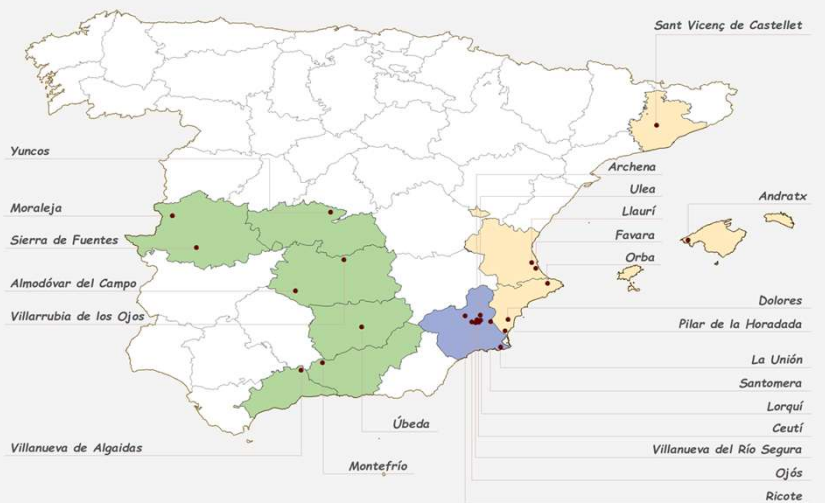 Sant Vicenç de Castellet
Yuncos
Archena
Ulea
Moraleja
Llaurí
Andratx
Sierra de Fuentes
Favara
Orba
Almodóvar del Campo
Dolores
Villarrubia de los Ojos
Pilar de la Horadada
La Unión
Santomera
Lorquí
Úbeda
Ceutí
Villanueva de Algaidas
Villanueva del Río Segura
Montefrío
Ojós
Ricote